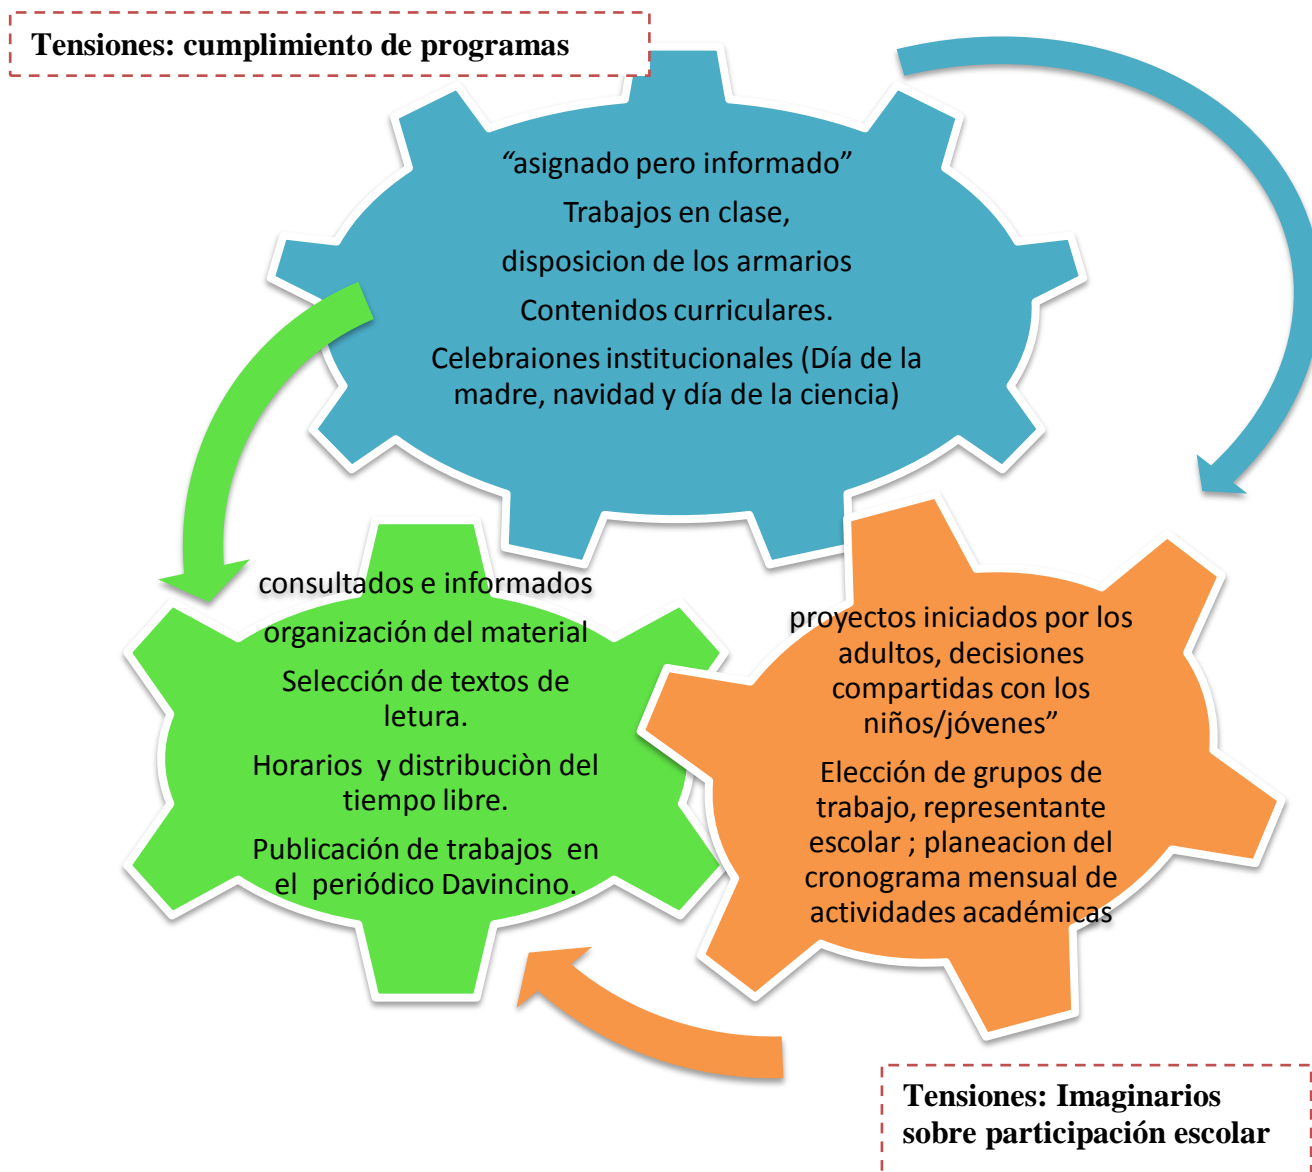 Tensiones: cumplimiento de programas
“asignado pero informado”
Trabajos en clase,
disposicion de los armarios
Contenidos curriculares.
Celebraiones institucionales (Día de la
madre, navidad y día de la ciencia)
consultados e informados
organización del material
Selección de textos de
letura.
Horarios y distribuciòn del
tiempo libre.
Publicación de trabajos en
el periódico Davincino.
proyectos iniciados por los
adultos, decisiones
compartidas con los
niños/jóvenes”
Elección de grupos de
trabajo, representante
escolar ; planeacion del
cronograma mensual de
actividades académicas
Tensiones: Imaginarios
sobre participación escolar